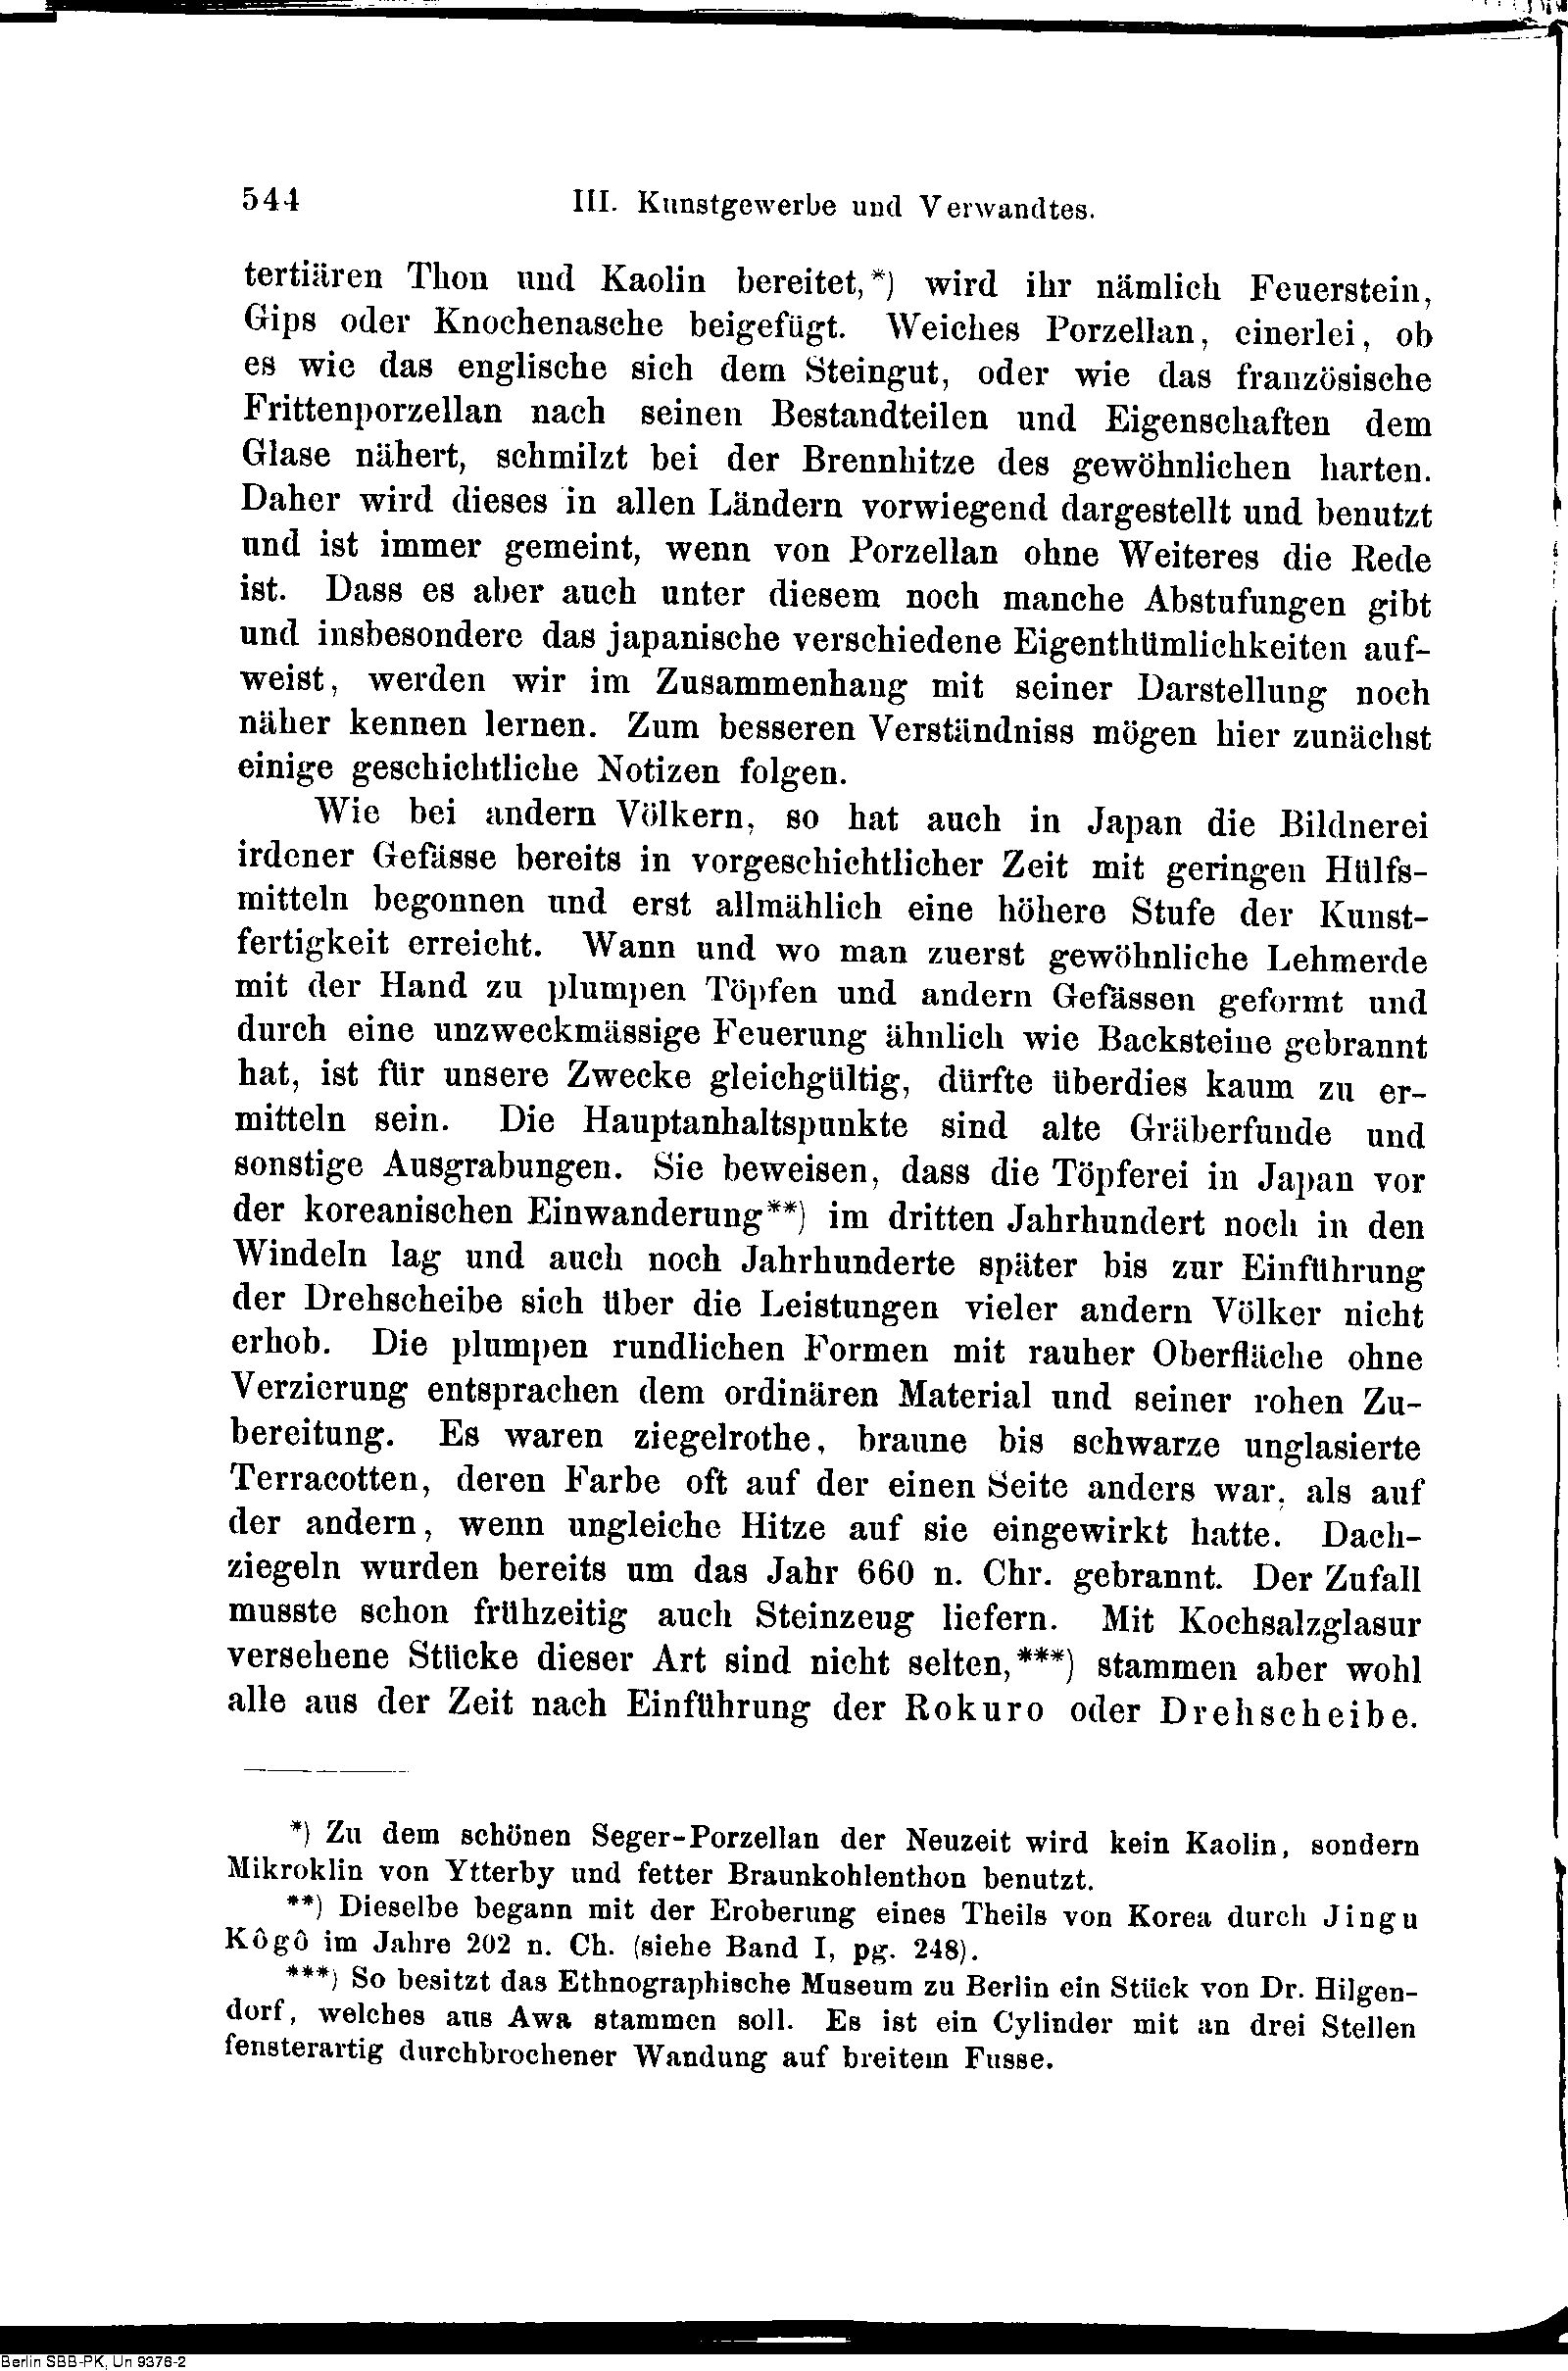 544 III. Kunstgewerbe und Verwandtes.
tertiären Thon und Kaolin bereitet,*) wird ihr nämlich Feuerstein,
Gips oder Knochenasche beigefügt. Weiches Porzellan, einerlei, ob
es wie das englische sich dem Steingut, oder wie das französische
Frittenporzellan nach seinen Bestandteilen und Eigenschaften dem
Glase nähert, schmilzt bei der Brennhitze des gewöhnlichen harten.
Daher wird dieses in allen Ländern vorwiegend dargestellt und benutzt
und ist immer gemeint, wenn von Porzellan ohne Weiteres die Rede
ist. Dass es aber auch unter diesem noch manche Abstufungen gibt
und insbesondere das japanische verschiedene Eigenthümlichkeiten auf-
weist, werden wir im Zusammenhang mit seiner Darstellung noch
näher kennen lernen. Zum besseren Verständniss mögen hier zunächst
einige geschichtliche Notizen folgen.
Wie bei andern Völkern, so hat auch in Japan die Bildnerei
irdener Gefässe bereits in vorgeschichtlicher Zeit mit geringen Hülfs-
mitteln begonnen und erst allmählich eine höhere Stufe der Kunst-
fertigkeit erreicht. Wann und wo man zuerst gewöhnliche Lehmerde
mit der Hand zu plumpen Töpfen und andern Gefässen geformt und
durch eine unzweckmässige Feuerung ähnlich wie Backsteine gebrannt
hat, ist für unsere Zwecke gleichgültig, dürfte überdies kaum zu er-
mitteln sein. Die Hauptanhaltspunkte sind alte Gräberfunde und
sonstige Ausgrabungen. Sie beweisen, dass die Töpferei in Japan vor
der koreanischen Einwanderung**) im dritten Jahrhundert noch in den
Windeln lag und auch noch Jahrhunderte später bis zur Einführung
der Drehscheibe sich über die Leistungen vieler andern Völker nicht
erhob. Die plumpen rundlichen Formen mit rauher Oberfläche ohne
Verzierung entsprachen dem ordinären Material und seiner rohen Zu-
bereitung. Es waren ziegelrothe, braune bis schwarze unglasierte
Terracotten, deren Farbe oft auf der einen Seite anders war, als auf
der andern, wenn ungleiche Hitze auf sie eingewirkt hatte. Dach-
ziegeln wurden bereits um das Jahr 660 n. Chr. gebrannt. Der Zufall
musste schon frühzeitig auch Steinzeug liefern. Mit Kochsalzglasur
versehene Stücke dieser Art sind nicht selten,***) stammen aber wohl
alle aus der Zeit nach Einführung der Rokuro oder Drehscheibe.
*) Zu dem schönen Seger-Porzellan der Neuzeit wird kein Kaolin, sondern
Mikroklin von Ytterby und fetter Braunkohlenthon benutzt.
**) Dieselbe begann mit der Eroberung eines Theils von Korea durch Jingu
Kôgô im Jahre 202 n. Ch. (siehe Band I, pg. 248).
***) So besitzt das Ethnographische Museum zu Berlin ein Stück von Dr. Hilgen-
dorf, welches aus Awa stammen soll. Es ist ein Cylinder mit an drei Stellen
fensterartig durchbrochener Wandung auf breitem Fusse.
Berlin SBB-PK, Un 9376-2